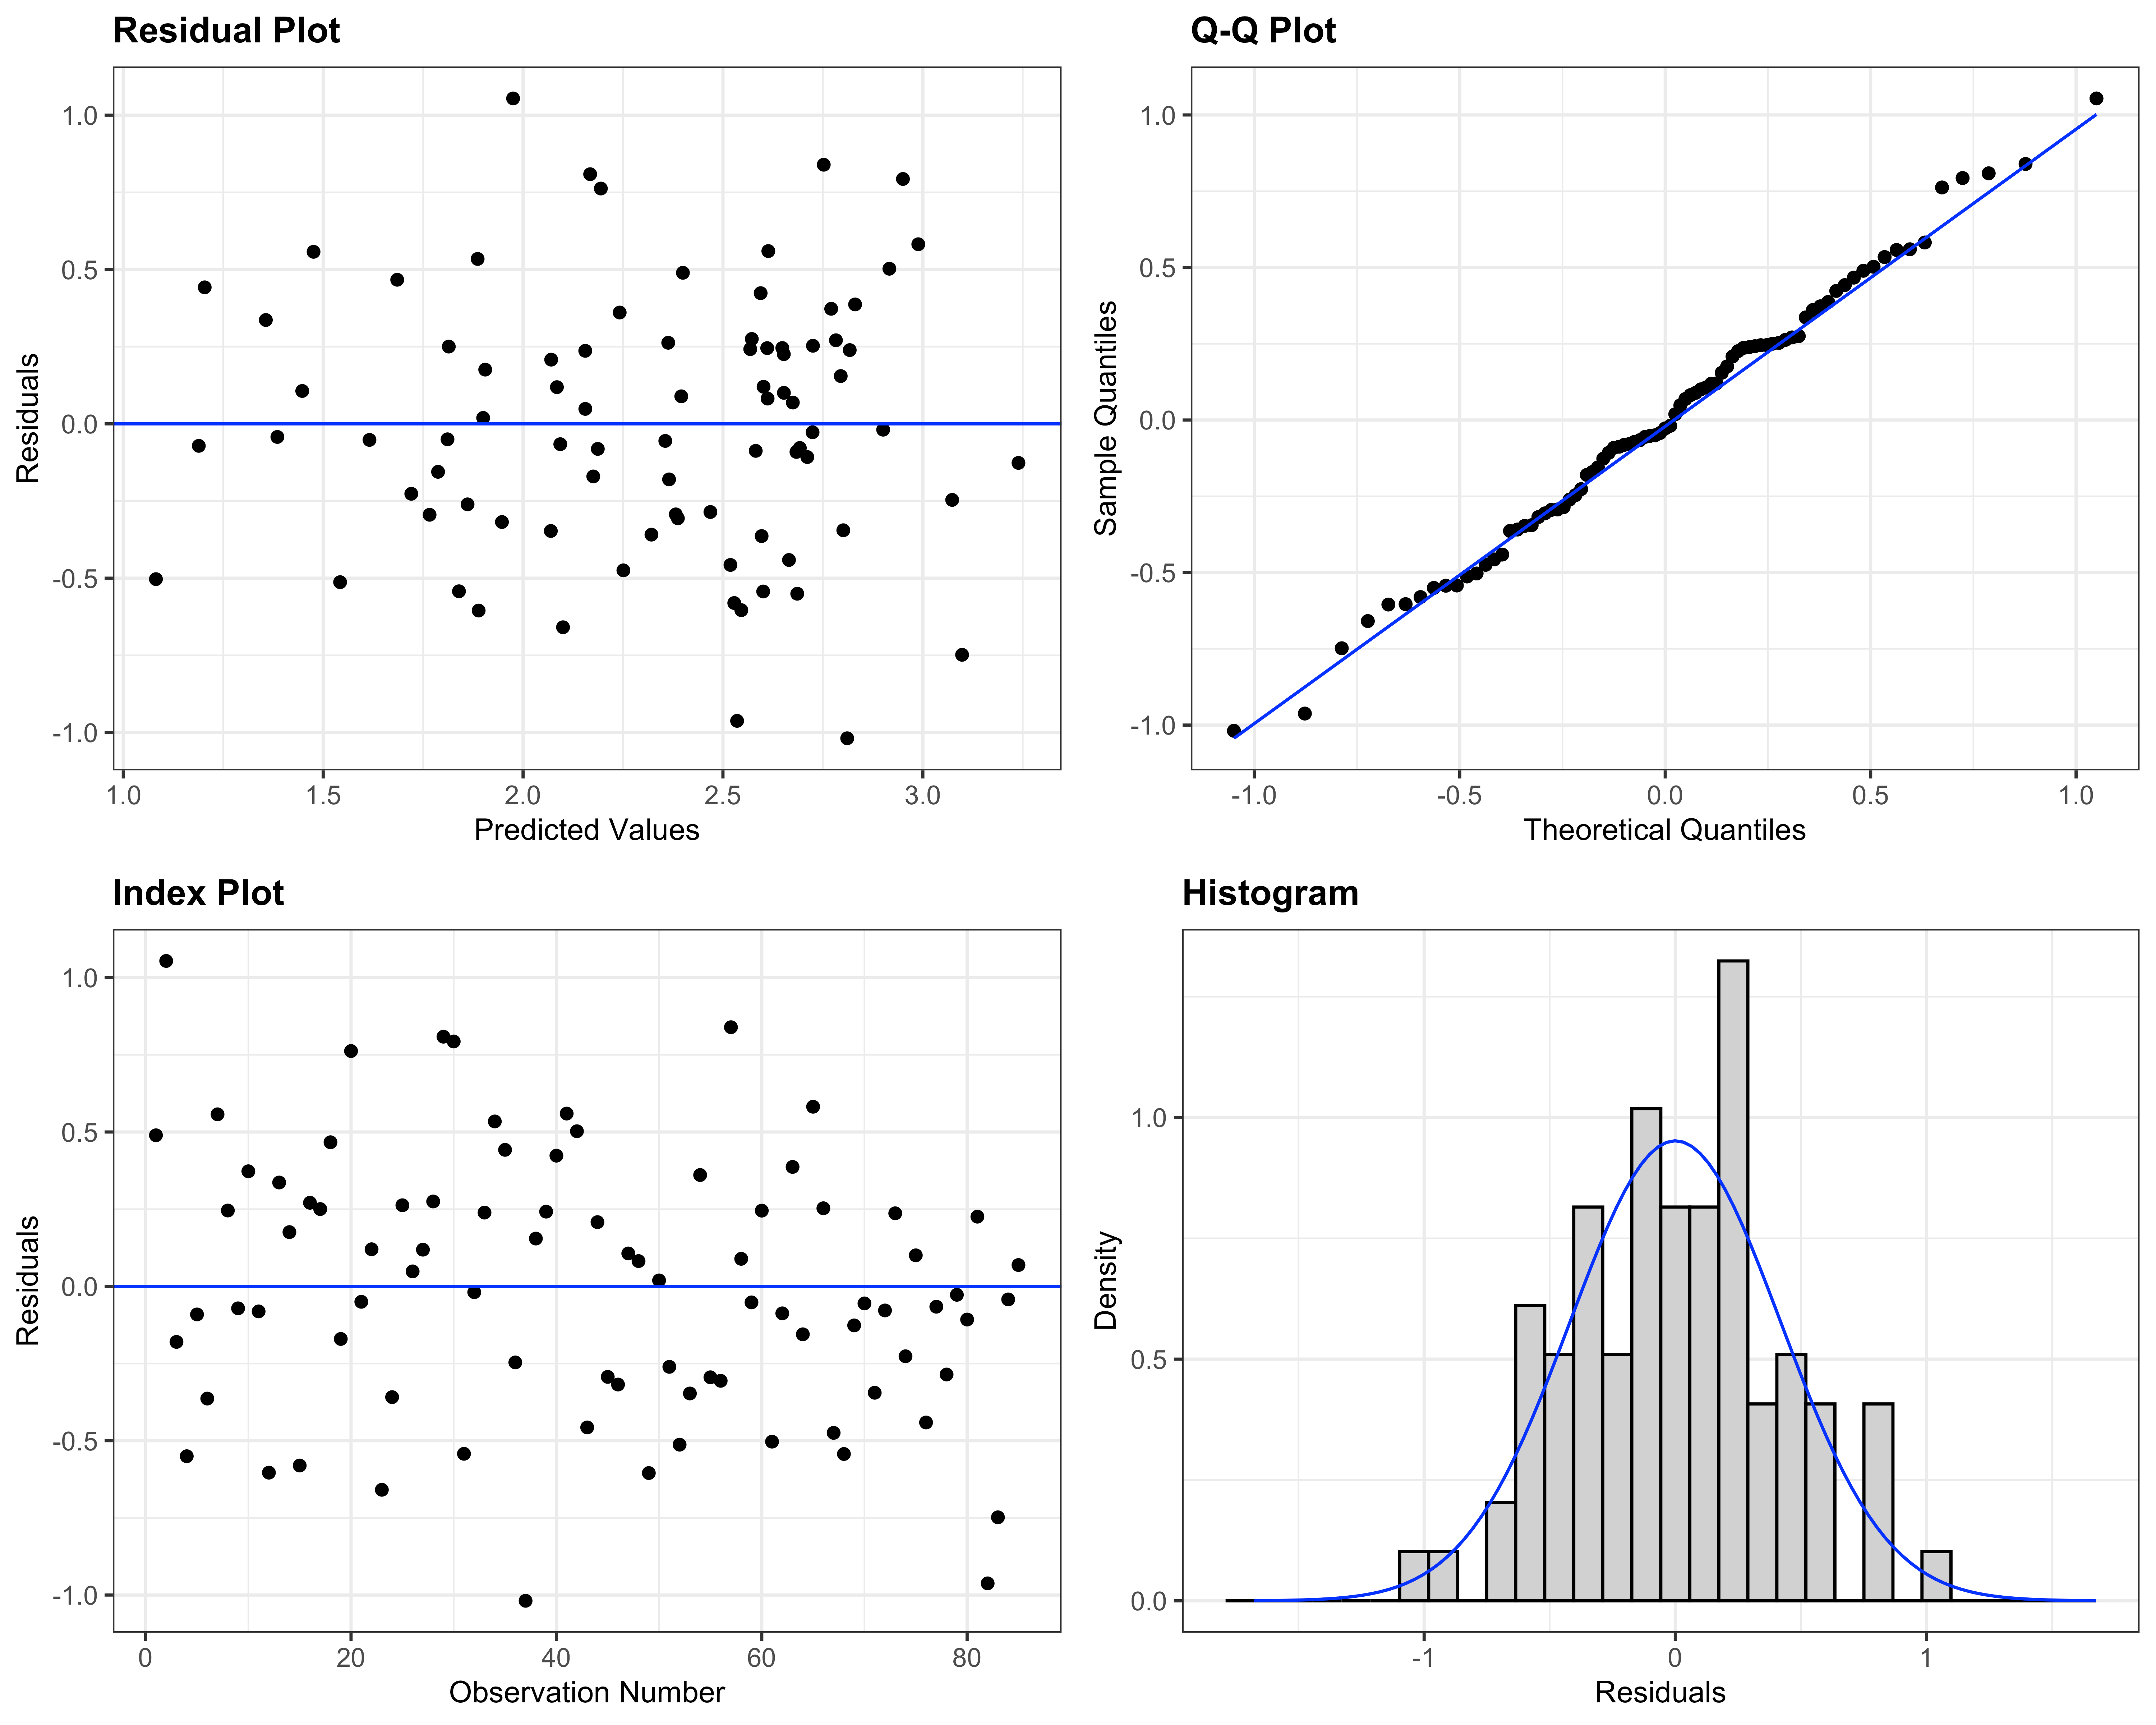 Residual Plot
1.0
0.5
0.0
-0.5
-1.0
Residuals
1.0 1.5 2.0 2.5 3.0
Predicted Values
Q-Q Plot
1.0
0.5
0.0
-0.5
-1.0
Sample Quantiles
-1.0 -0.5 0.0 0.5 1.0
Theoretical Quantiles
Index Plot
1.0
0.5
0.0
-0.5
-1.0
Residuals
0 20 40 60 80
Observation Number
Histogram
1.0
0.5
0.0
Density
-1 0 1
Residuals